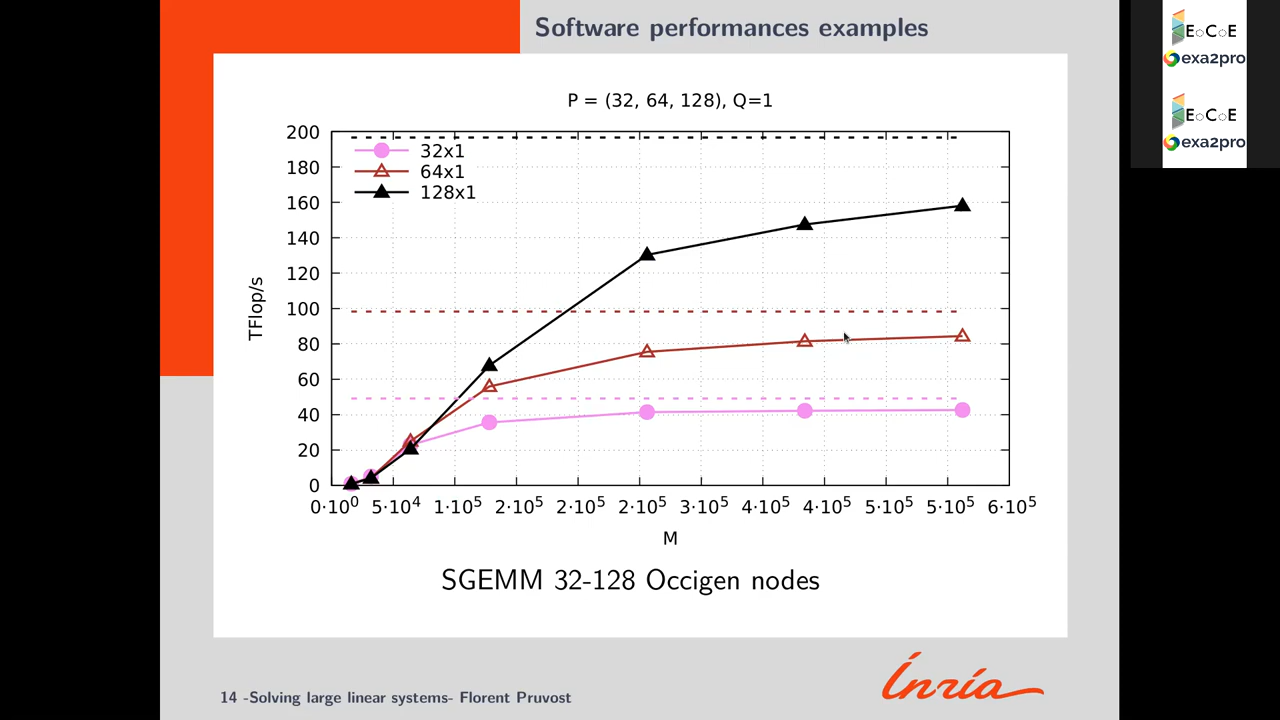 Software performances examples
P = (32, 64, 128), Q=1
200
180
160
140
120
100
80
60
40
20
0
TFlop/s
32x1
64x1
128x1
0·10⁰ 5·10⁴ 1·10⁵ 2·10⁵ 2·10⁵ 2·10⁵ 3·10⁵ 4·10⁵ 4·10⁵ 5·10⁵ 5·10⁵ 6·10⁵
M
SGEMM 32-128 Occigen nodes
14 -Solving large linear systems- Florent Pruvost
Inría
EoCoE
exa2pro
EoCoE
exa2pro